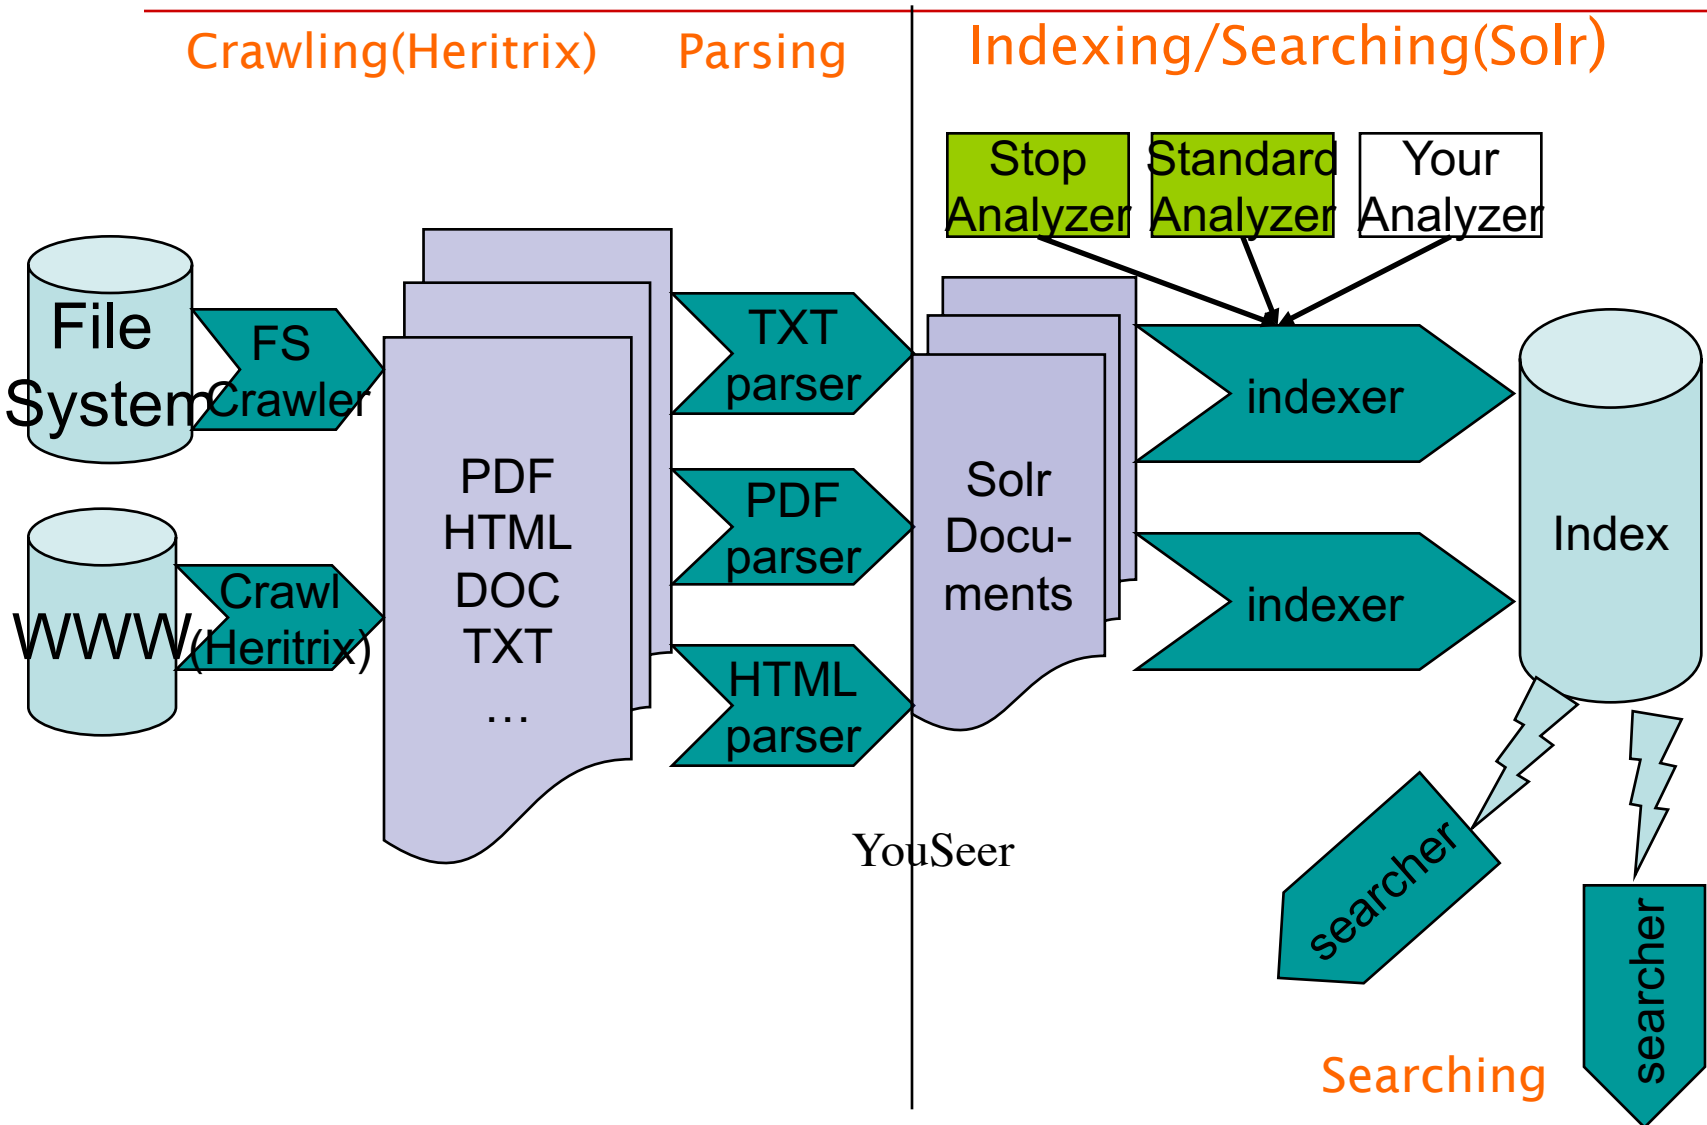 Crawling(Heritrix)
Parsing
Indexing/Searching(Solr)
Stop
Analyzer
Standard
Analyzer
Your
Analyzer
File
System
FS
Crawler
WWW
Crawl
(Heritrix)
PDF
HTML
DOC
TXT
…
TXT
parser
PDF
parser
HTML
parser
Solr
Docu-
ments
indexer
indexer
Index
YouSeer
searcher
searcher
Searching